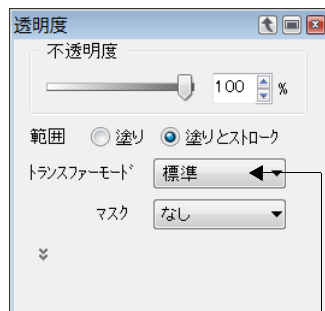 透明度
不透明度
100 %
範囲 塗り 塗りとストローク
トランスファーモード 標準
マスク なし